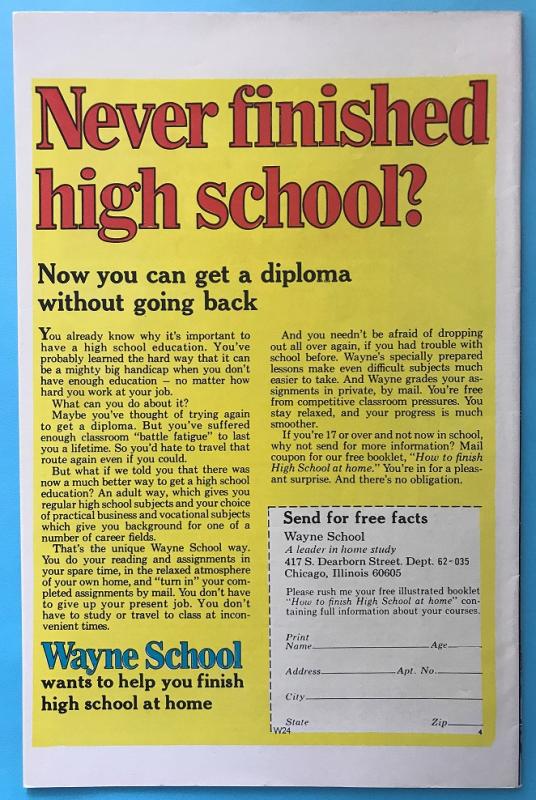 Never finished
high school?
Now you can get a diploma
without going back
You already know why it's important to
have a high school education. You've
probably learned the hard way that it can
be a mighty big handicap when you don't
have enough education – no matter how
hard you work at your job.
What can you do about it?
Maybe you've thought of trying again
to get a diploma. But you've suffered
enough classroom "battle fatigue" to last
you a lifetime. So you'd hate to travel that
route again even if you could.
But what if we told you that there was
now a much better way to get a high school
education? An adult way, which gives you
regular high school subjects and your choice
of practical business and vocational subjects
which give you background for one of a
number of career fields.
That's the unique Wayne School way.
You do your reading and assignments in
your spare time, in the relaxed atmosphere
of your own home, and "turn in" your com-
pleted assignments by mail. You don't have
to give up your present job. You don't
have to study or travel to class at incon-
venient times.
Wayne School
wants to help you finish
high school at home
And you needn't be afraid of dropping
out all over again, if you had trouble with
school before. Wayne's specially prepared
lessons make even difficult subjects much
easier to take. And Wayne grades your as-
signments in private, by mail. You're free
from competitive classroom pressures. You
stay relaxed, and your progress is much
smoother.
If you're 17 or over and not now in school,
why not send for more information? Mail
coupon for our free booklet, "How to finish
High School at home." You're in for a pleas-
ant surprise. And there's no obligation.
Send for free facts
Wayne School
A leader in home study
417 S. Dearborn Street. Dept. 62-035
Chicago, Illinois 60605
Please rush me your free illustrated booklet
"How to finish High School at home" con-
taining full information about your courses.
Print
Name Age
Address Apt. No.
City
State Zip
W24 4